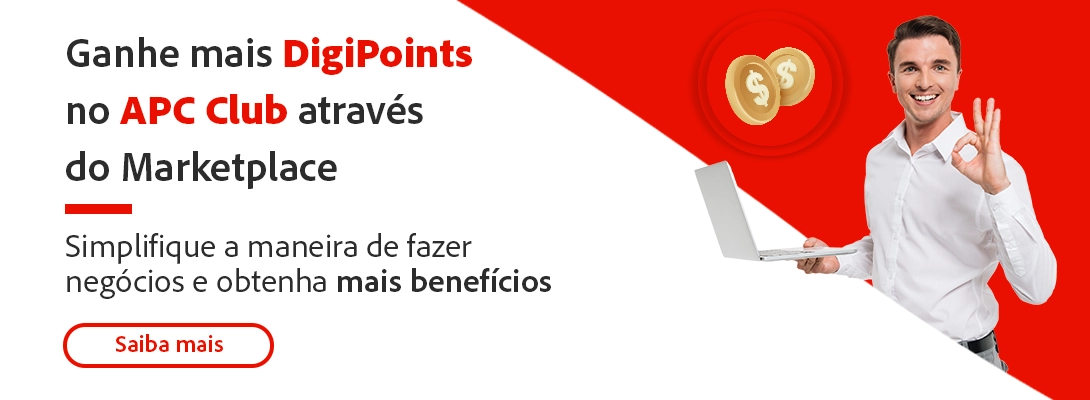 Ganhe mais DigiPoints
no APC Club através
do Marketplace
Simplifique a maneira de fazer
negócios e obtenha mais benefícios
Saiba mais